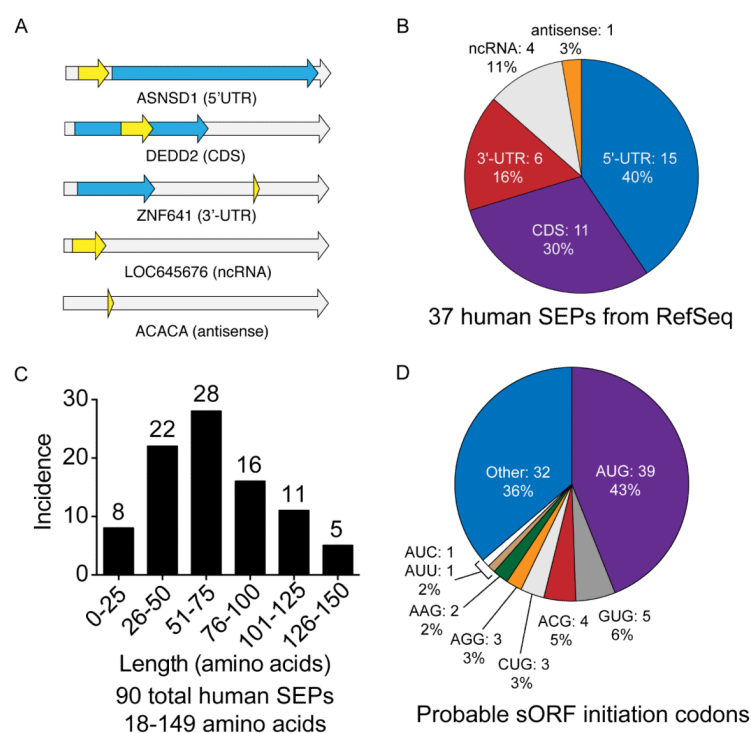 A
ASNSD1 (5'UTR)
DEDD2 (CDS)
ZNF641 (3'-UTR)
LOC645676 (ncRNA)
ACACA (antisense)
B
antisense: 1
3%
ncRNA: 4
11%
3'-UTR: 6
16%
5'-UTR: 15
40%
CDS: 11
30%
37 human SEPs from RefSeq
C
Incidence
30
20
10
0
8
22
28
16
11
5
0-25
26-50
51-75
76-100
101-125
126-150
Length (amino acids)
90 total human SEPs
18-149 amino acids
D
Other: 32
36%
AUG: 39
43%
AUC: 1
AUU: 1
2%
AAG: 2
2%
AGG: 3
3%
CUG: 3
3%
ACG: 4
5%
GUG: 5
6%
Probable sORF initiation codons